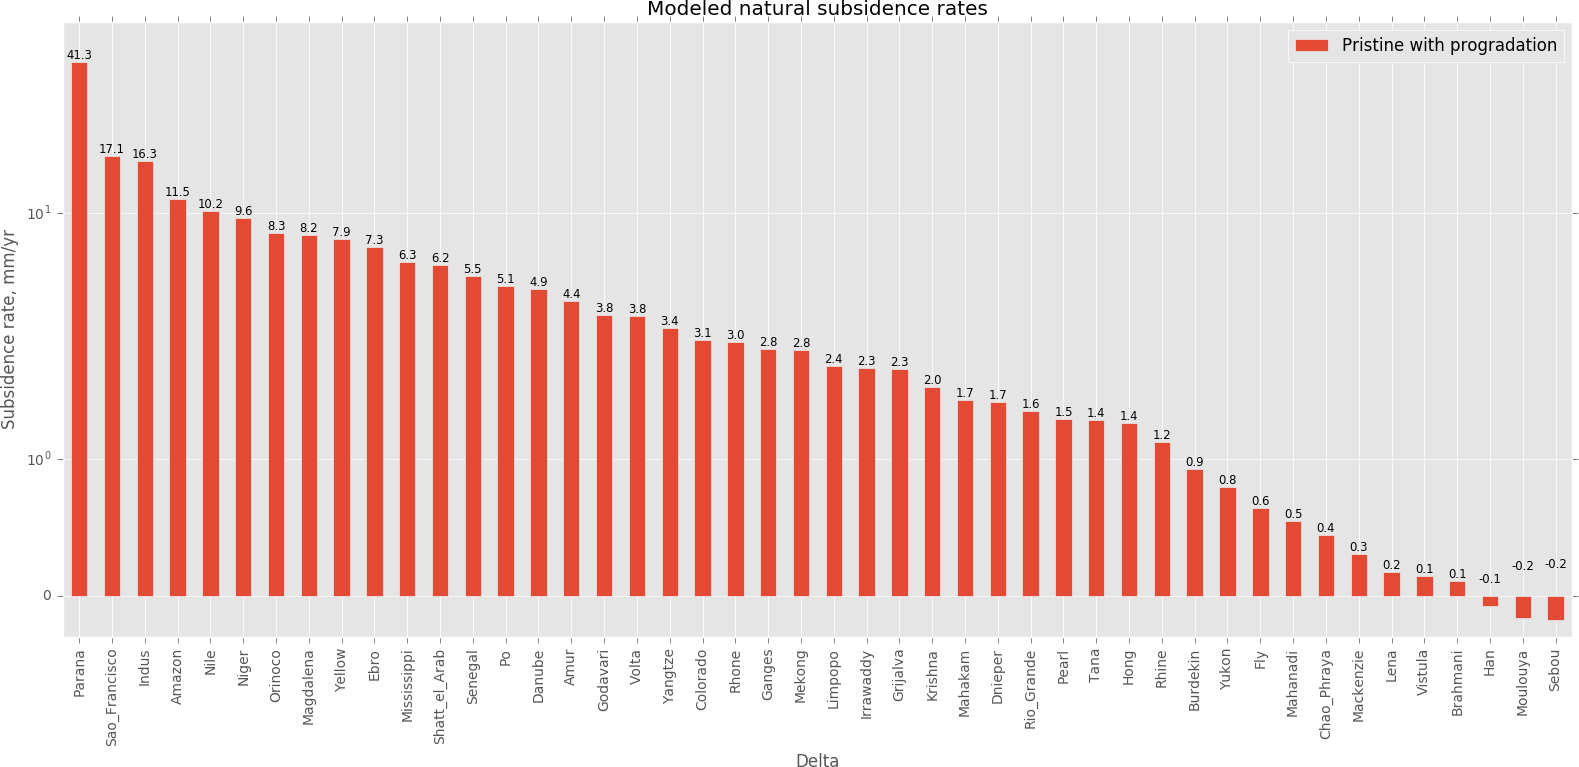 Modeled natural subsidence rates
Pristine with progradation
Subsidence rate, mm/yr
10^1
10^0
0
41.3
17.1
16.3
11.5
10.2
9.6
8.3
8.2
7.9
7.3
6.3
6.2
5.5
5.1
4.9
4.4
3.8
3.8
3.4
3.1
3.0
2.8
2.8
2.4
2.3
2.3
2.0
1.7
1.7
1.6
1.5
1.4
1.4
1.2
0.9
0.8
0.6
0.5
0.4
0.3
0.2
0.1
0.1
-0.1
-0.2
-0.2
Parana
Sao_Francisco
Indus
Amazon
Nile
Niger
Orinoco
Magdalena
Yellow
Ebro
Mississippi
Shatt_el_Arab
Senegal
Po
Danube
Amur
Godavari
Volta
Yangtze
Colorado
Rhone
Ganges
Mekong
Limpopo
Irrawaddy
Grijalva
Krishna
Mahakam
Dnieper
Rio_Grande
Pearl
Tana
Hong
Rhine
Burdekin
Yukon
Fly
Mahanadi
Chao_Phraya
Mackenzie
Lena
Vistula
Brahmani
Han
Moulouya
Sebou
Delta